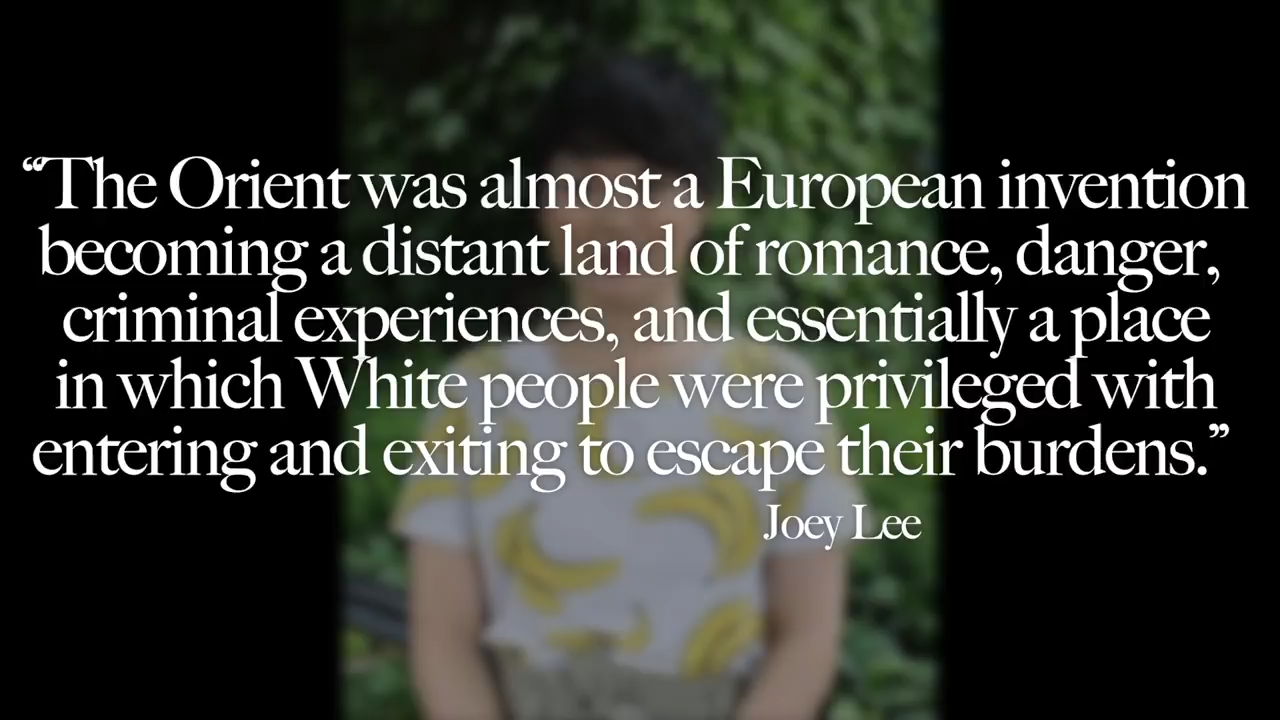 “The Orient was almost a European invention
becoming a distant land of romance, danger,
criminal experiences, and essentially a place
in which White people were privileged with
entering and exiting to escape their burdens.”
Joey Lee